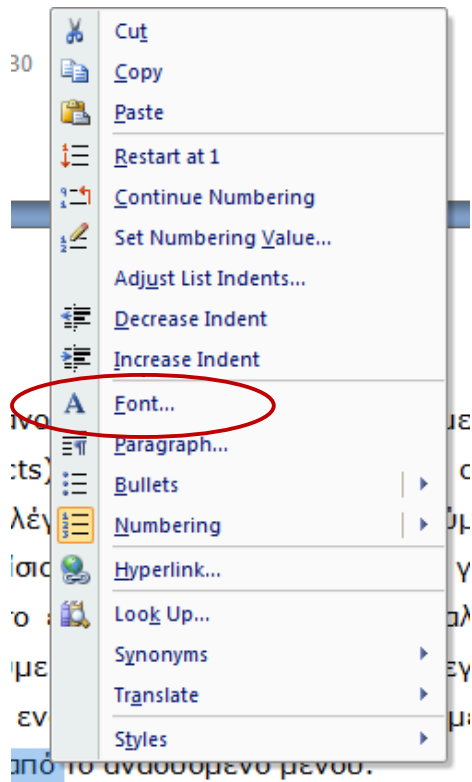 Cut
30
Copy
Paste
Restart at 1
Continue Numbering
Set Numbering Value...
Adjust List Indents...
Decrease Indent
Increase Indent
Font...
Paragraph...
Bullets
Numbering
Hyperlink...
Look Up...
Synonyms
Translate
Styles
από το αναδυόμενο μενού.